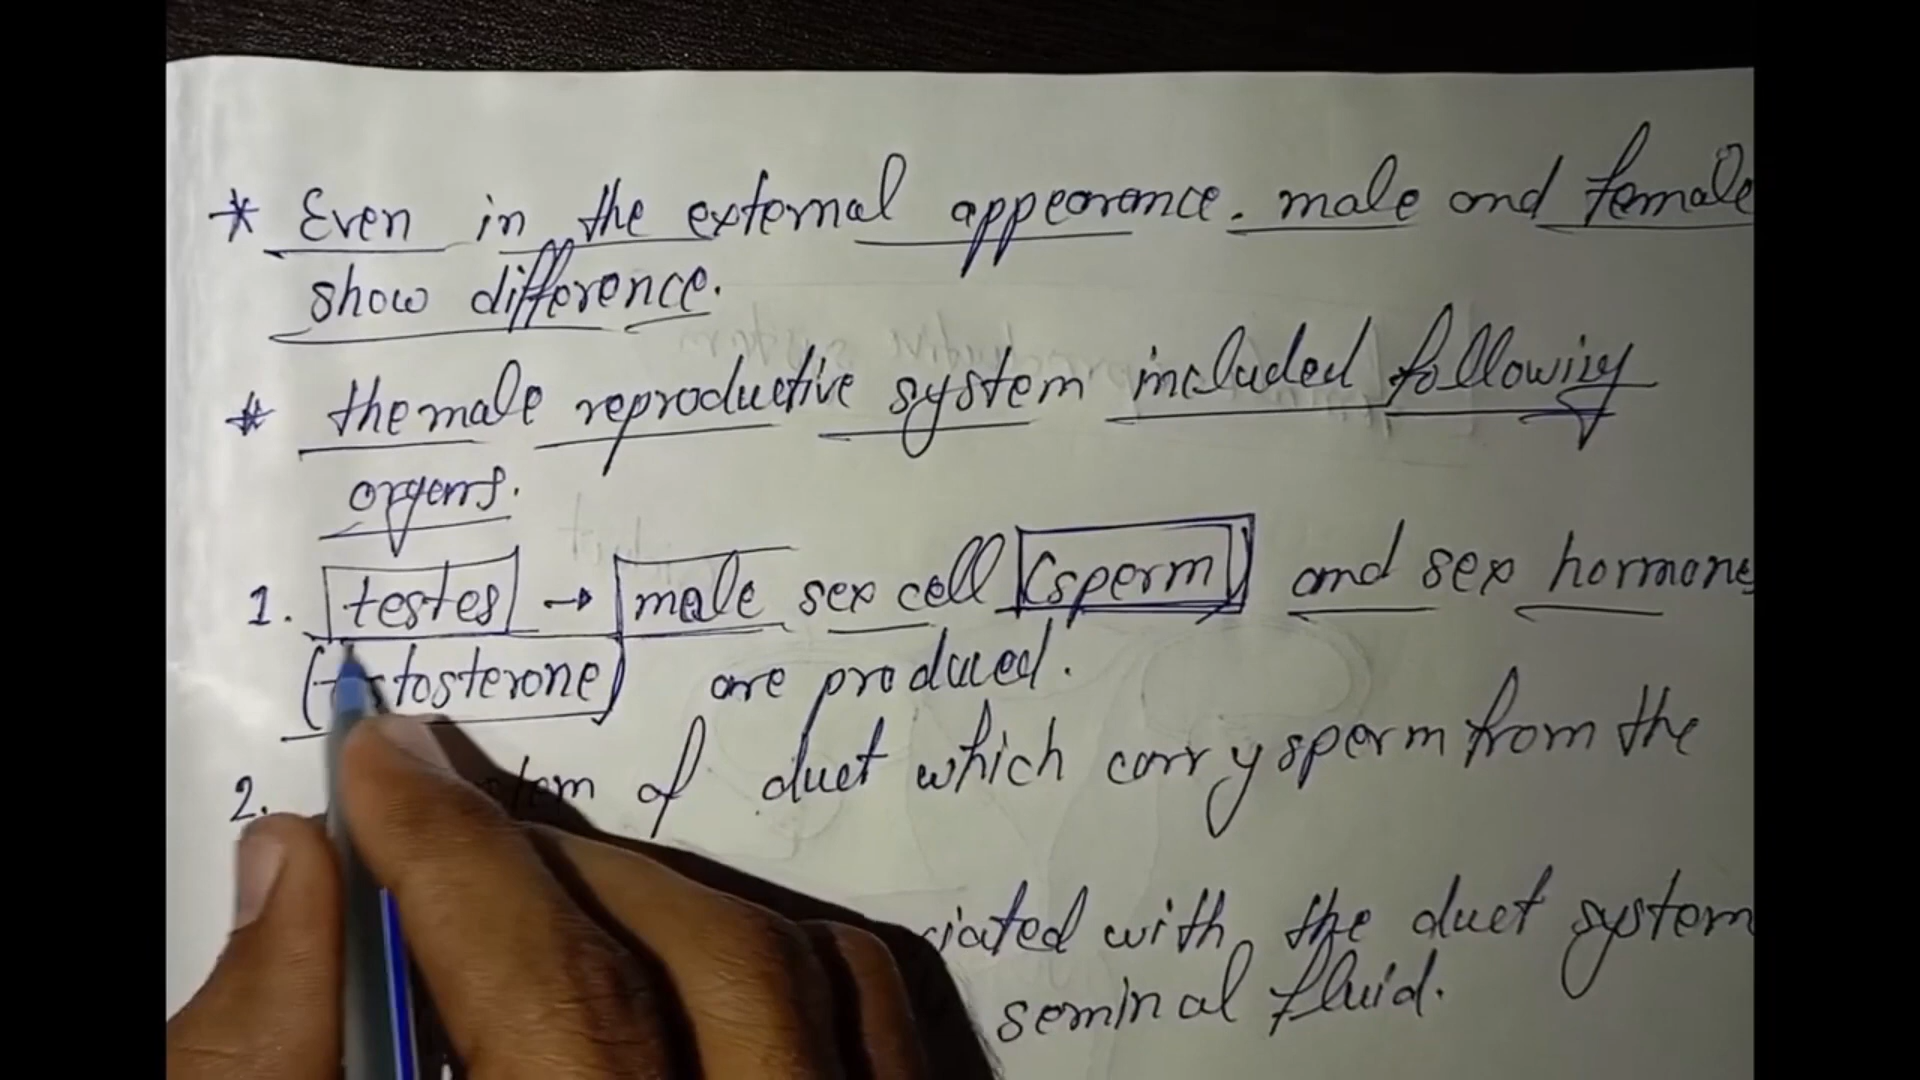 * Even in the external appearance. male and female
show difference.
* the male reproductive system included following
organs.
1. testes → male sex cell (sperm) and sex hormone
(testosterone) are produced.
2. of duct which carry sperm from the
with the duct system
seminal fluid.